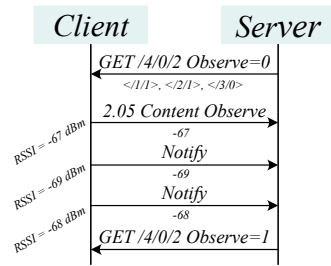 Client Server
GET /4/0/2 Observe=0
</1/1>, </2/1>, </3/0>
2.05 Content Observe
-67
RSSI = -67 dBm
Notify
-69
RSSI = -69 dBm
Notify
-68
RSSI = -68 dBm
GET /4/0/2 Observe=1